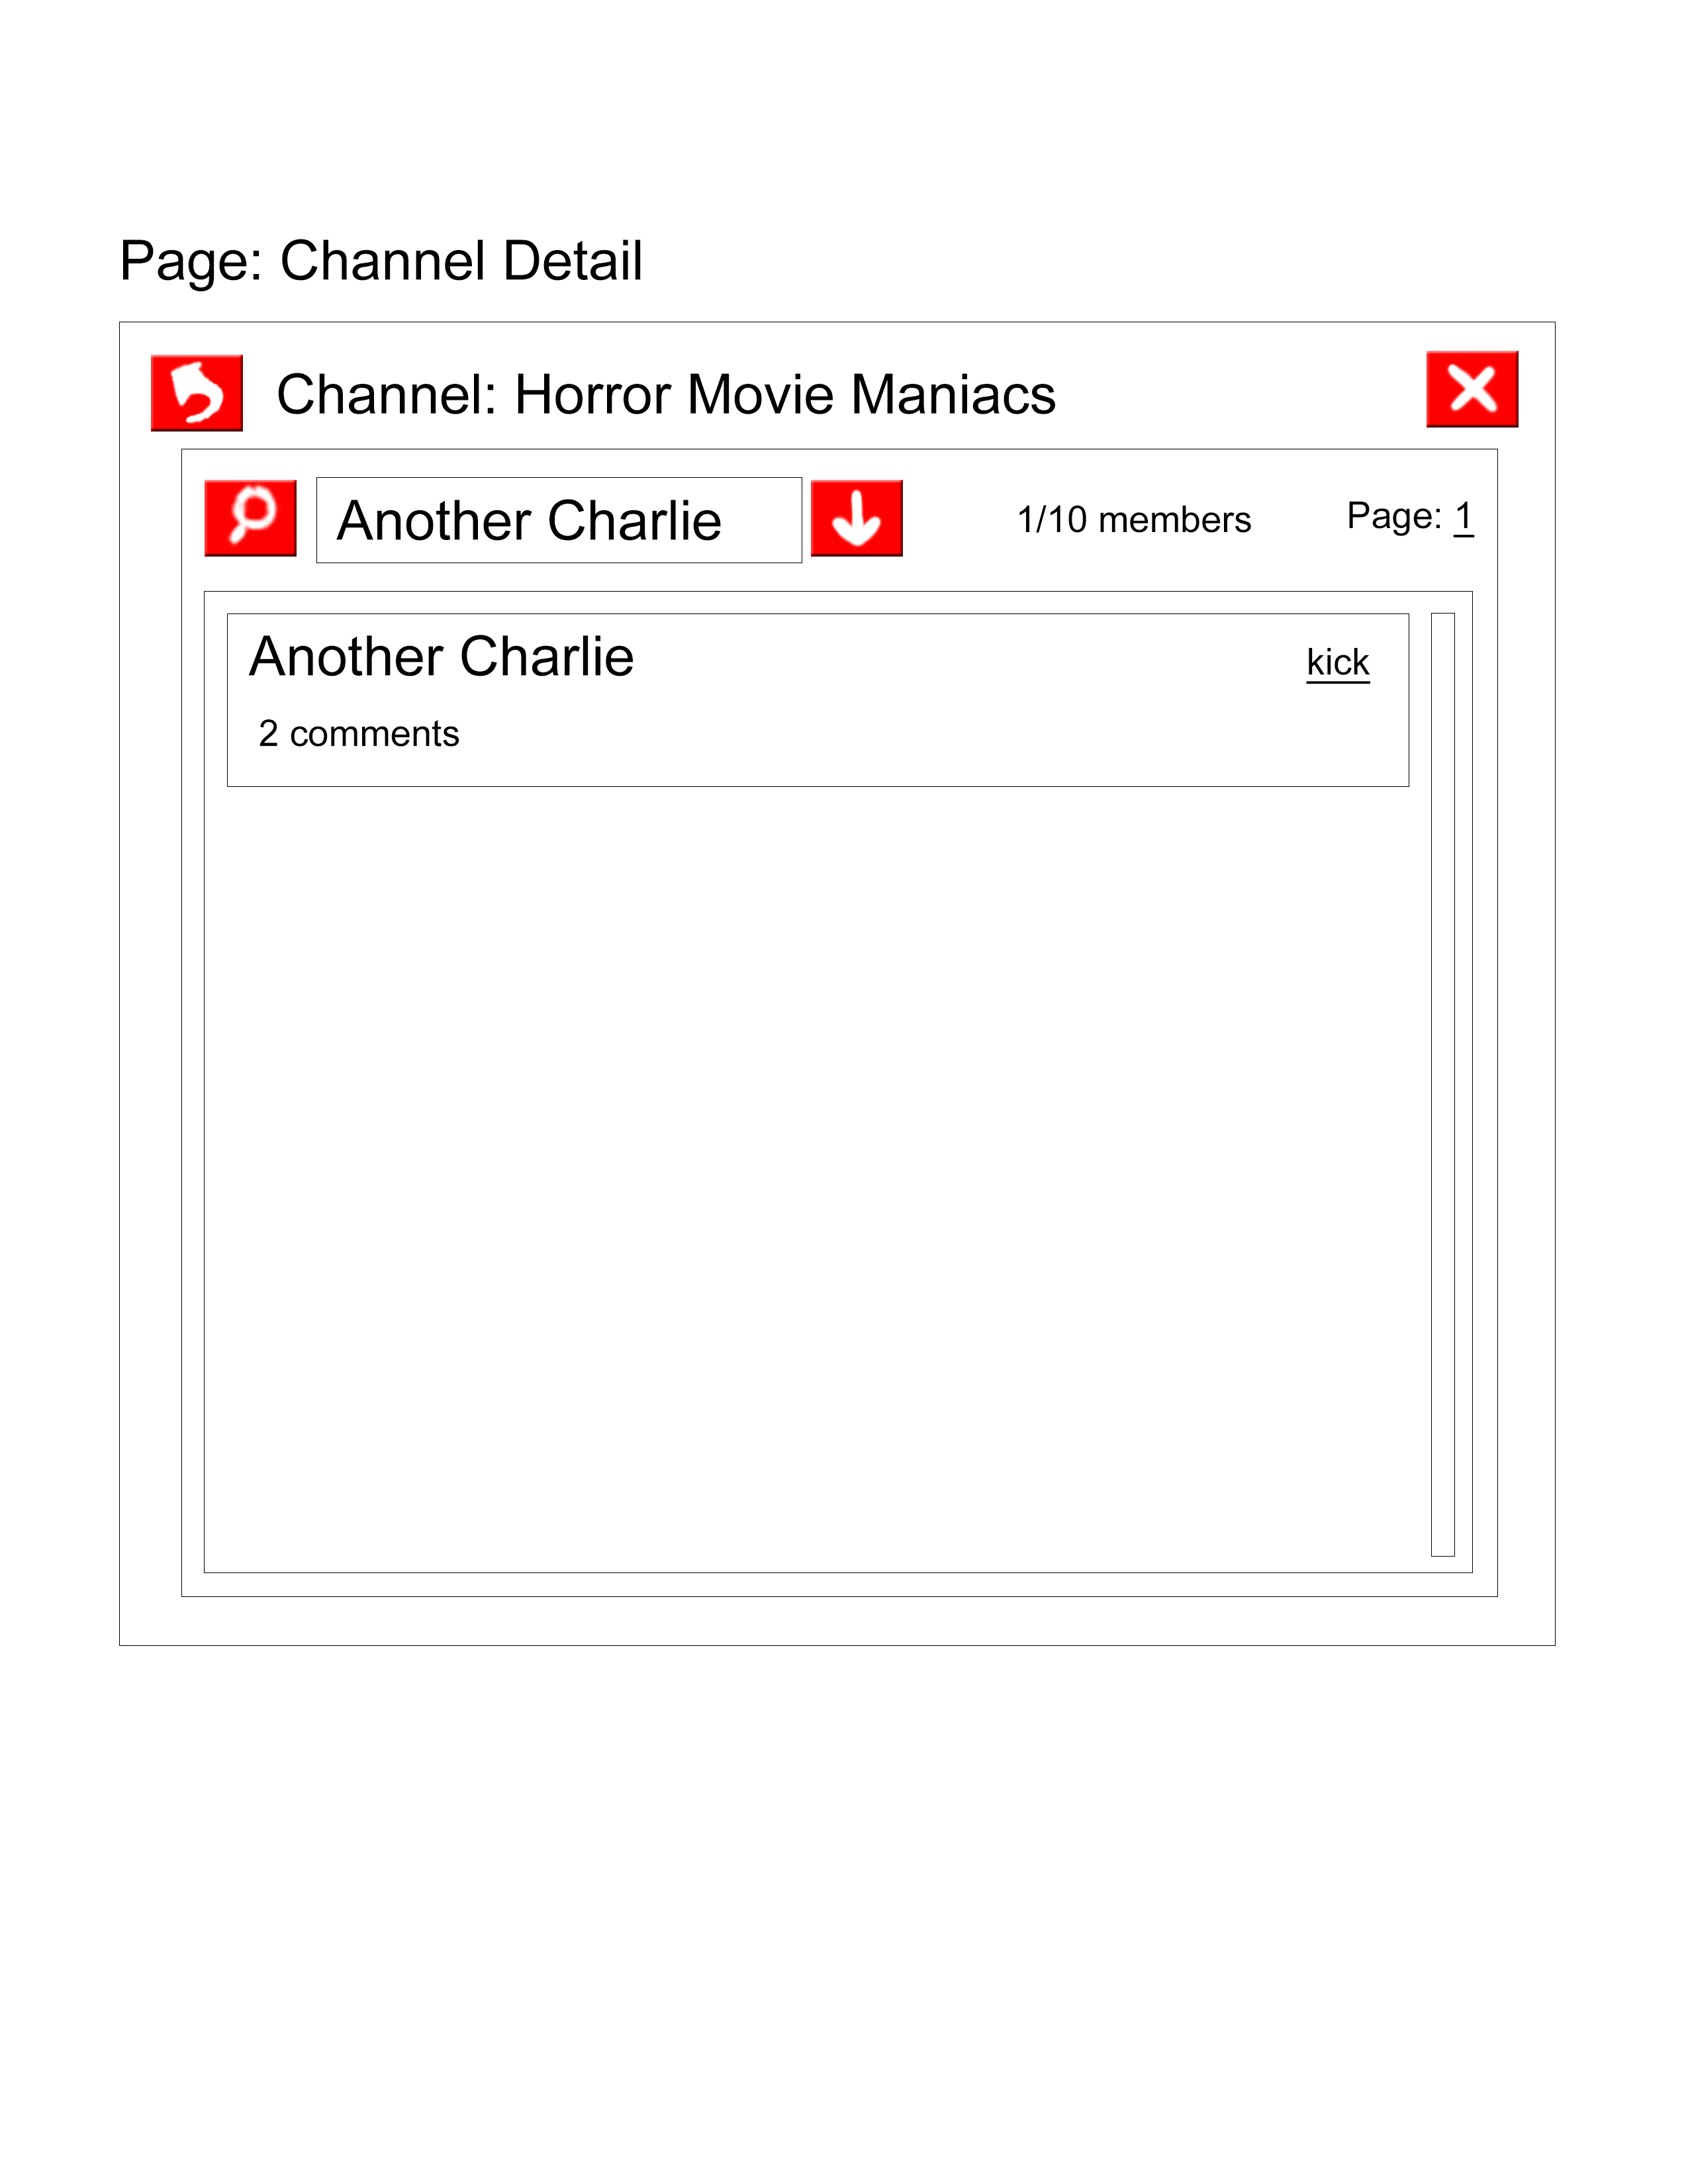 Page: Channel Detail
Channel: Horror Movie Maniacs
Another Charlie
1/10 members
Page: 1
Another Charlie
kick
2 comments